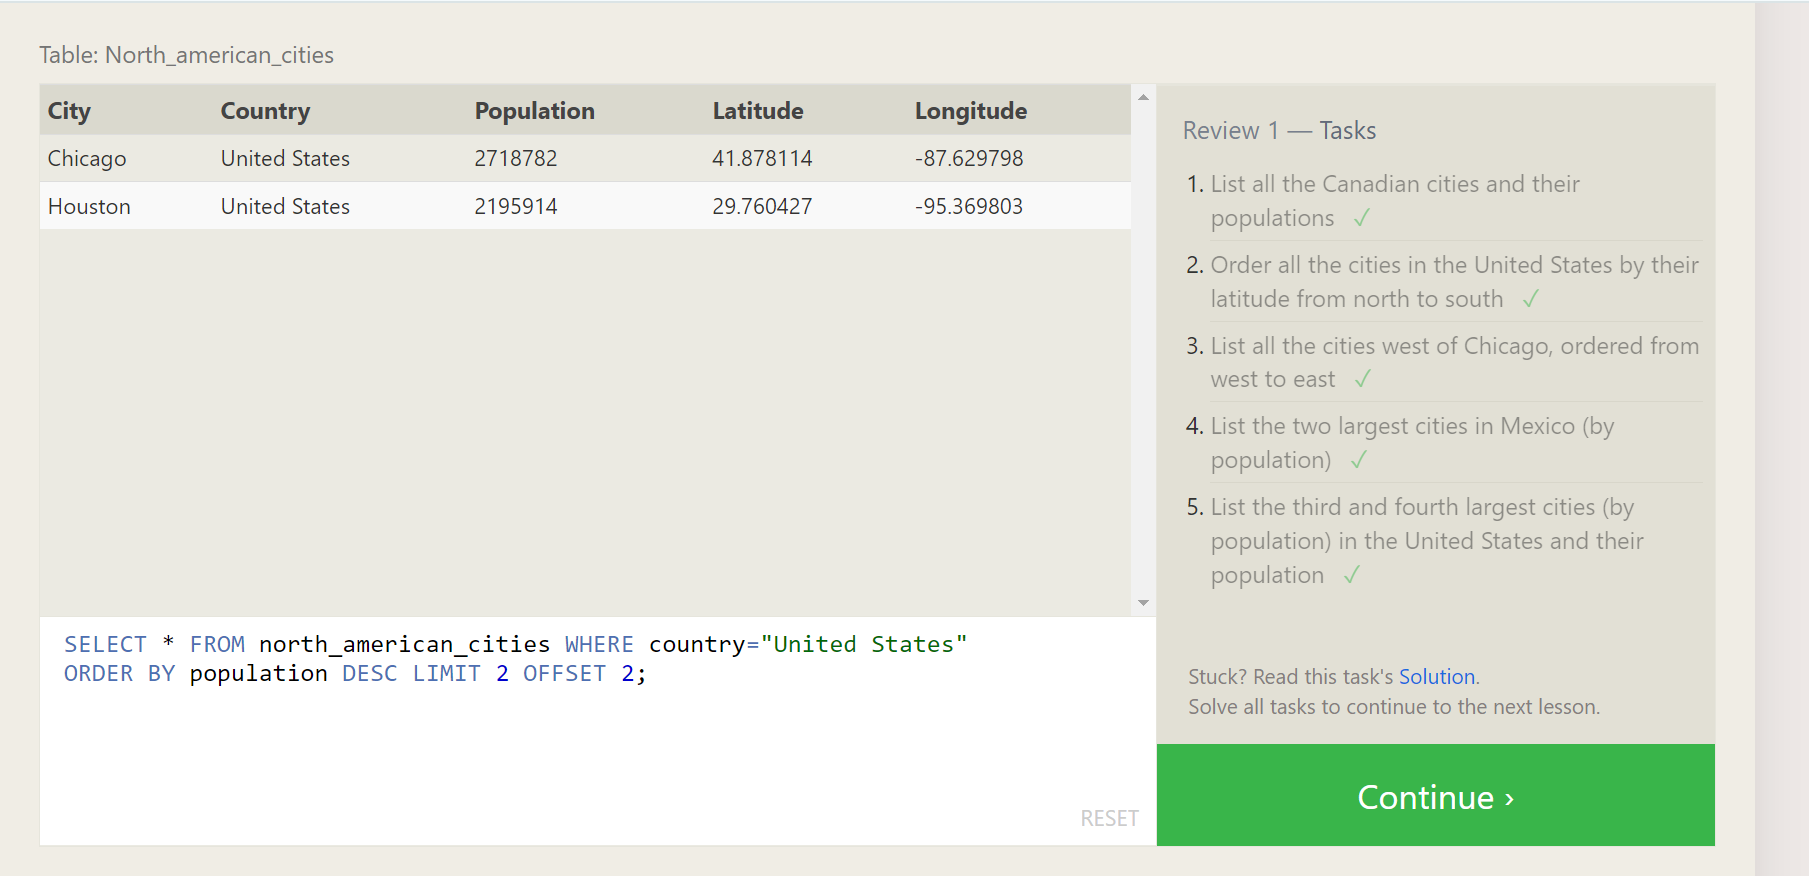 Table: North_american_cities
City Country Population Latitude Longitude
Chicago United States 2718782 41.878114 -87.629798
Houston United States 2195914 29.760427 -95.369803
SELECT * FROM north_american_cities WHERE country="United States"
ORDER BY population DESC LIMIT 2 OFFSET 2;
RESET
Review 1 — Tasks
1. List all the Canadian cities and their
populations ✓
2. Order all the cities in the United States by their
latitude from north to south ✓
3. List all the cities west of Chicago, ordered from
west to east ✓
4. List the two largest cities in Mexico (by
population) ✓
5. List the third and fourth largest cities (by
population) in the United States and their
population ✓
Stuck? Read this task's Solution.
Solve all tasks to continue to the next lesson.
Continue ›